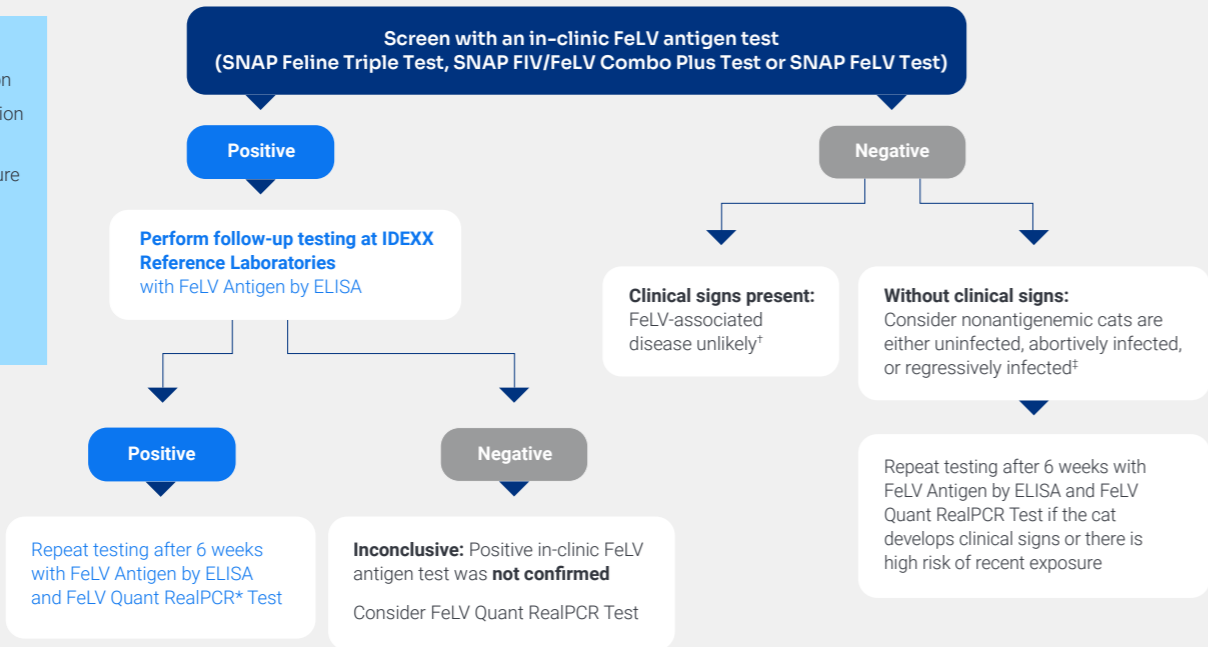 Screen with an in-clinic FeLV antigen test
(SNAP Feline Triple Test, SNAP FIV/FeLV Combo Plus Test or SNAP FeLV Test)
Positive
Negative
Perform follow-up testing at IDEXX
Reference Laboratories
with FeLV Antigen by ELISA
Clinical signs present:
FeLV-associated
disease unlikely†
Without clinical signs:
Consider nonantigenemic cats are
either uninfected, abortively infected,
or regressively infected‡
Positive
Negative
Repeat testing after 6 weeks
with FeLV Antigen by ELISA
and FeLV Quant RealPCR* Test
Inconclusive: Positive in-clinic FeLV
antigen test was not confirmed
Consider FeLV Quant RealPCR Test
Repeat testing after 6 weeks with
FeLV Antigen by ELISA and FeLV
Quant RealPCR Test if the cat
develops clinical signs or there is
high risk of recent exposure